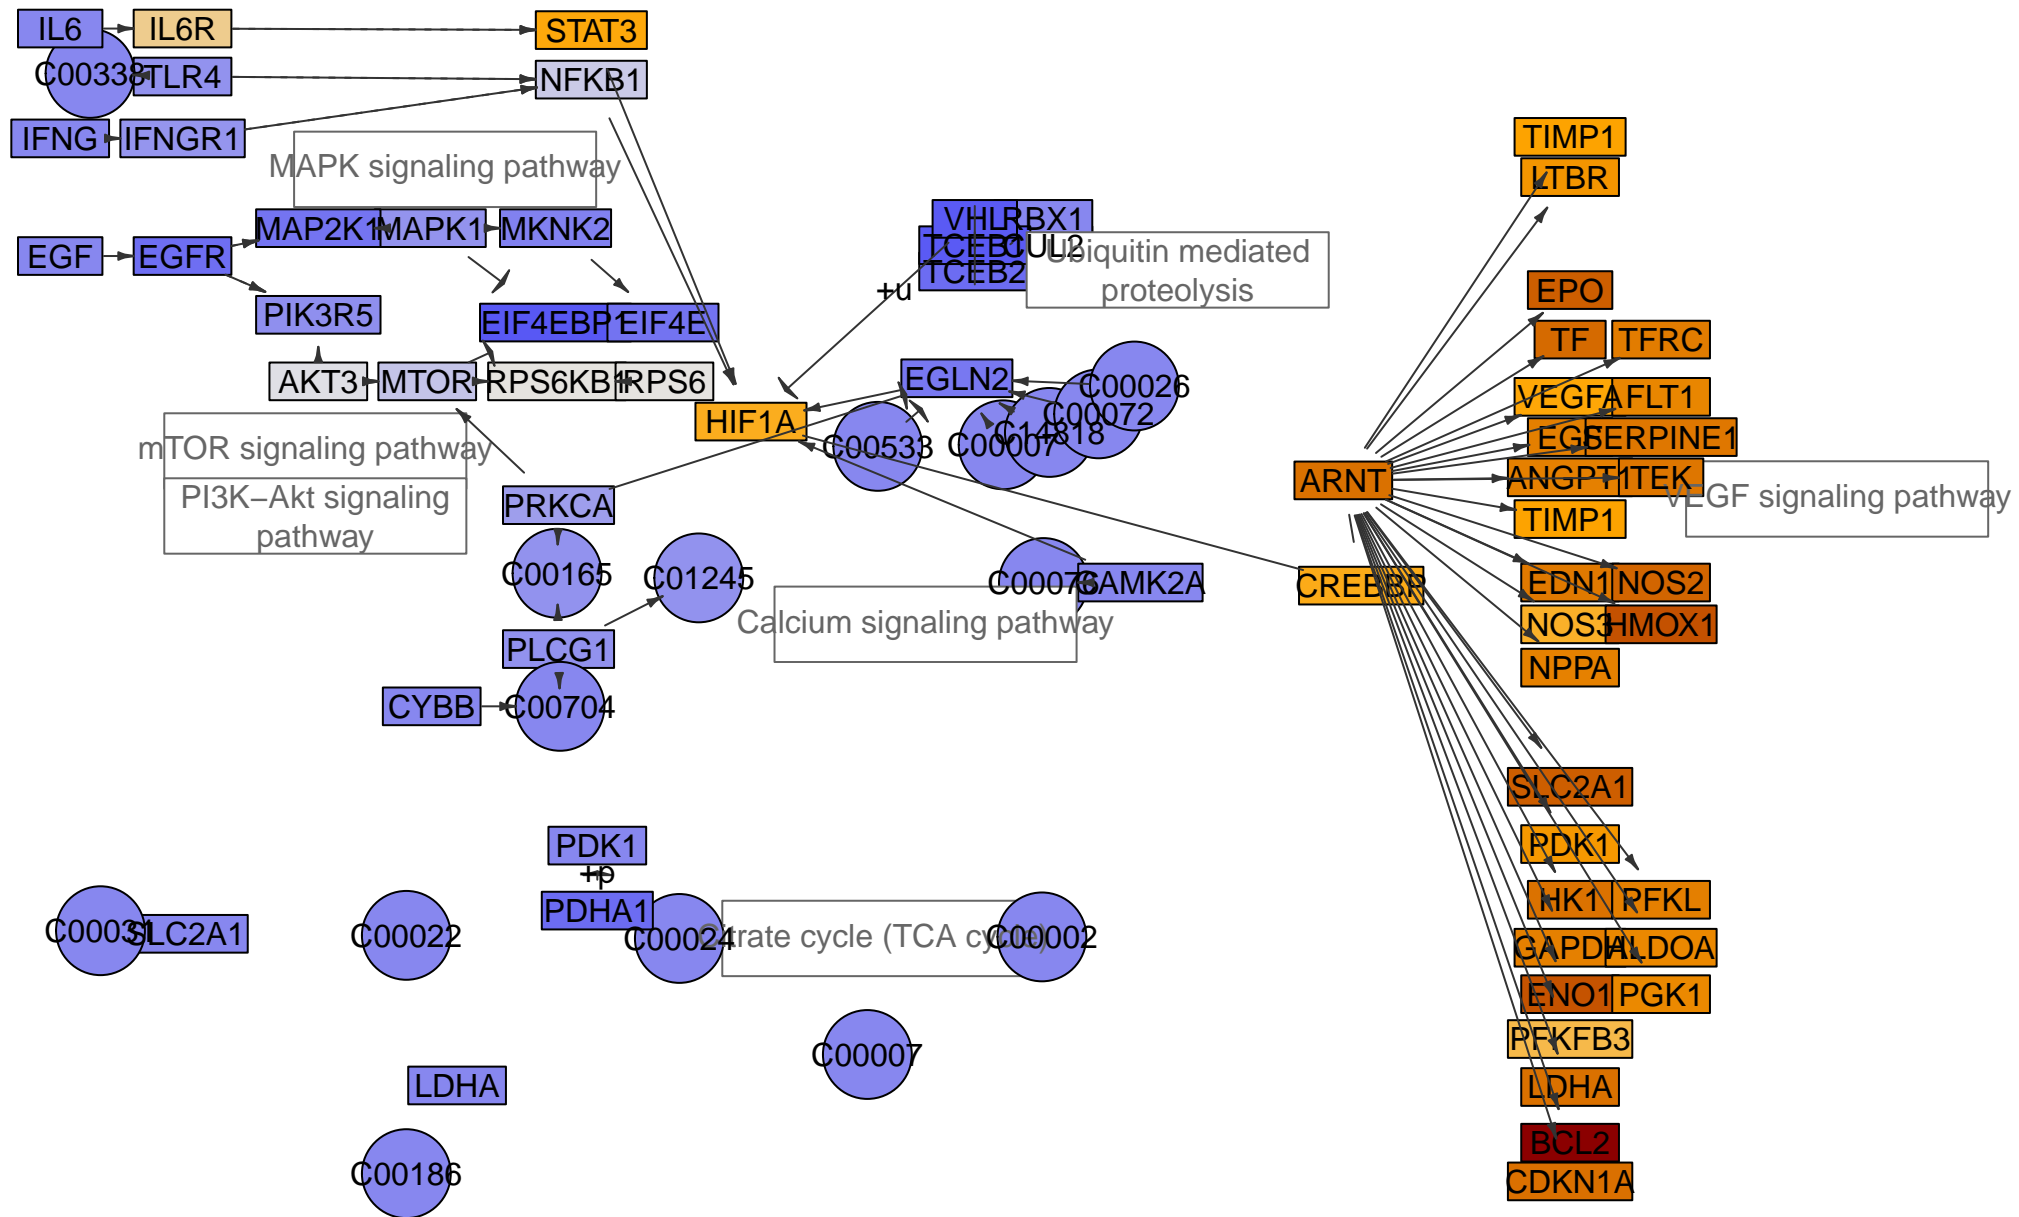 IL6
IL6R
STAT3
C00338
TLR4
NFKB1
IFNG
IFNGR1
MAPK signaling pathway
MAP2K1
MAPK1
MKNK2
EGF
EGFR
PIK3R5
EIF4EBP1
EIF4E
AKT3
MTOR
RPS6KB1
RPS6
mTOR signaling pathway
PI3K–Akt signaling
pathway
HIF1A
VHL
RBX1
TCEB1
CUL2
TCEB2
Ubiquitin mediated
proteolysis
+u
EGLN2
C00026
C00072
C14818
C00007
C00533
PRKCA
C00165
C01245
PLCG1
CYBB
C00704
C00076
CAMK2A
Calcium signaling pathway
ARNT
CREBBP
TIMP1
LTBR
EPO
TF
TFRC
VEGFA
FLT1
EGF
SERPINE1
ANGPT1
TEK
VEGF signaling pathway
TIMP1
EDN1
NOS2
NOS3
HMOX1
NPPA
SLC2A1
PDK1
HK1
PFKL
GAPDH
ALDOA
ENO1
PGK1
PFKFB3
LDHA
BCL2
CDKN1A
PDK1
+p
PDHA1
C00031
SLC2A1
C00022
C00024
Citrate cycle (TCA cycle)
C00002
C00007
LDHA
C00186